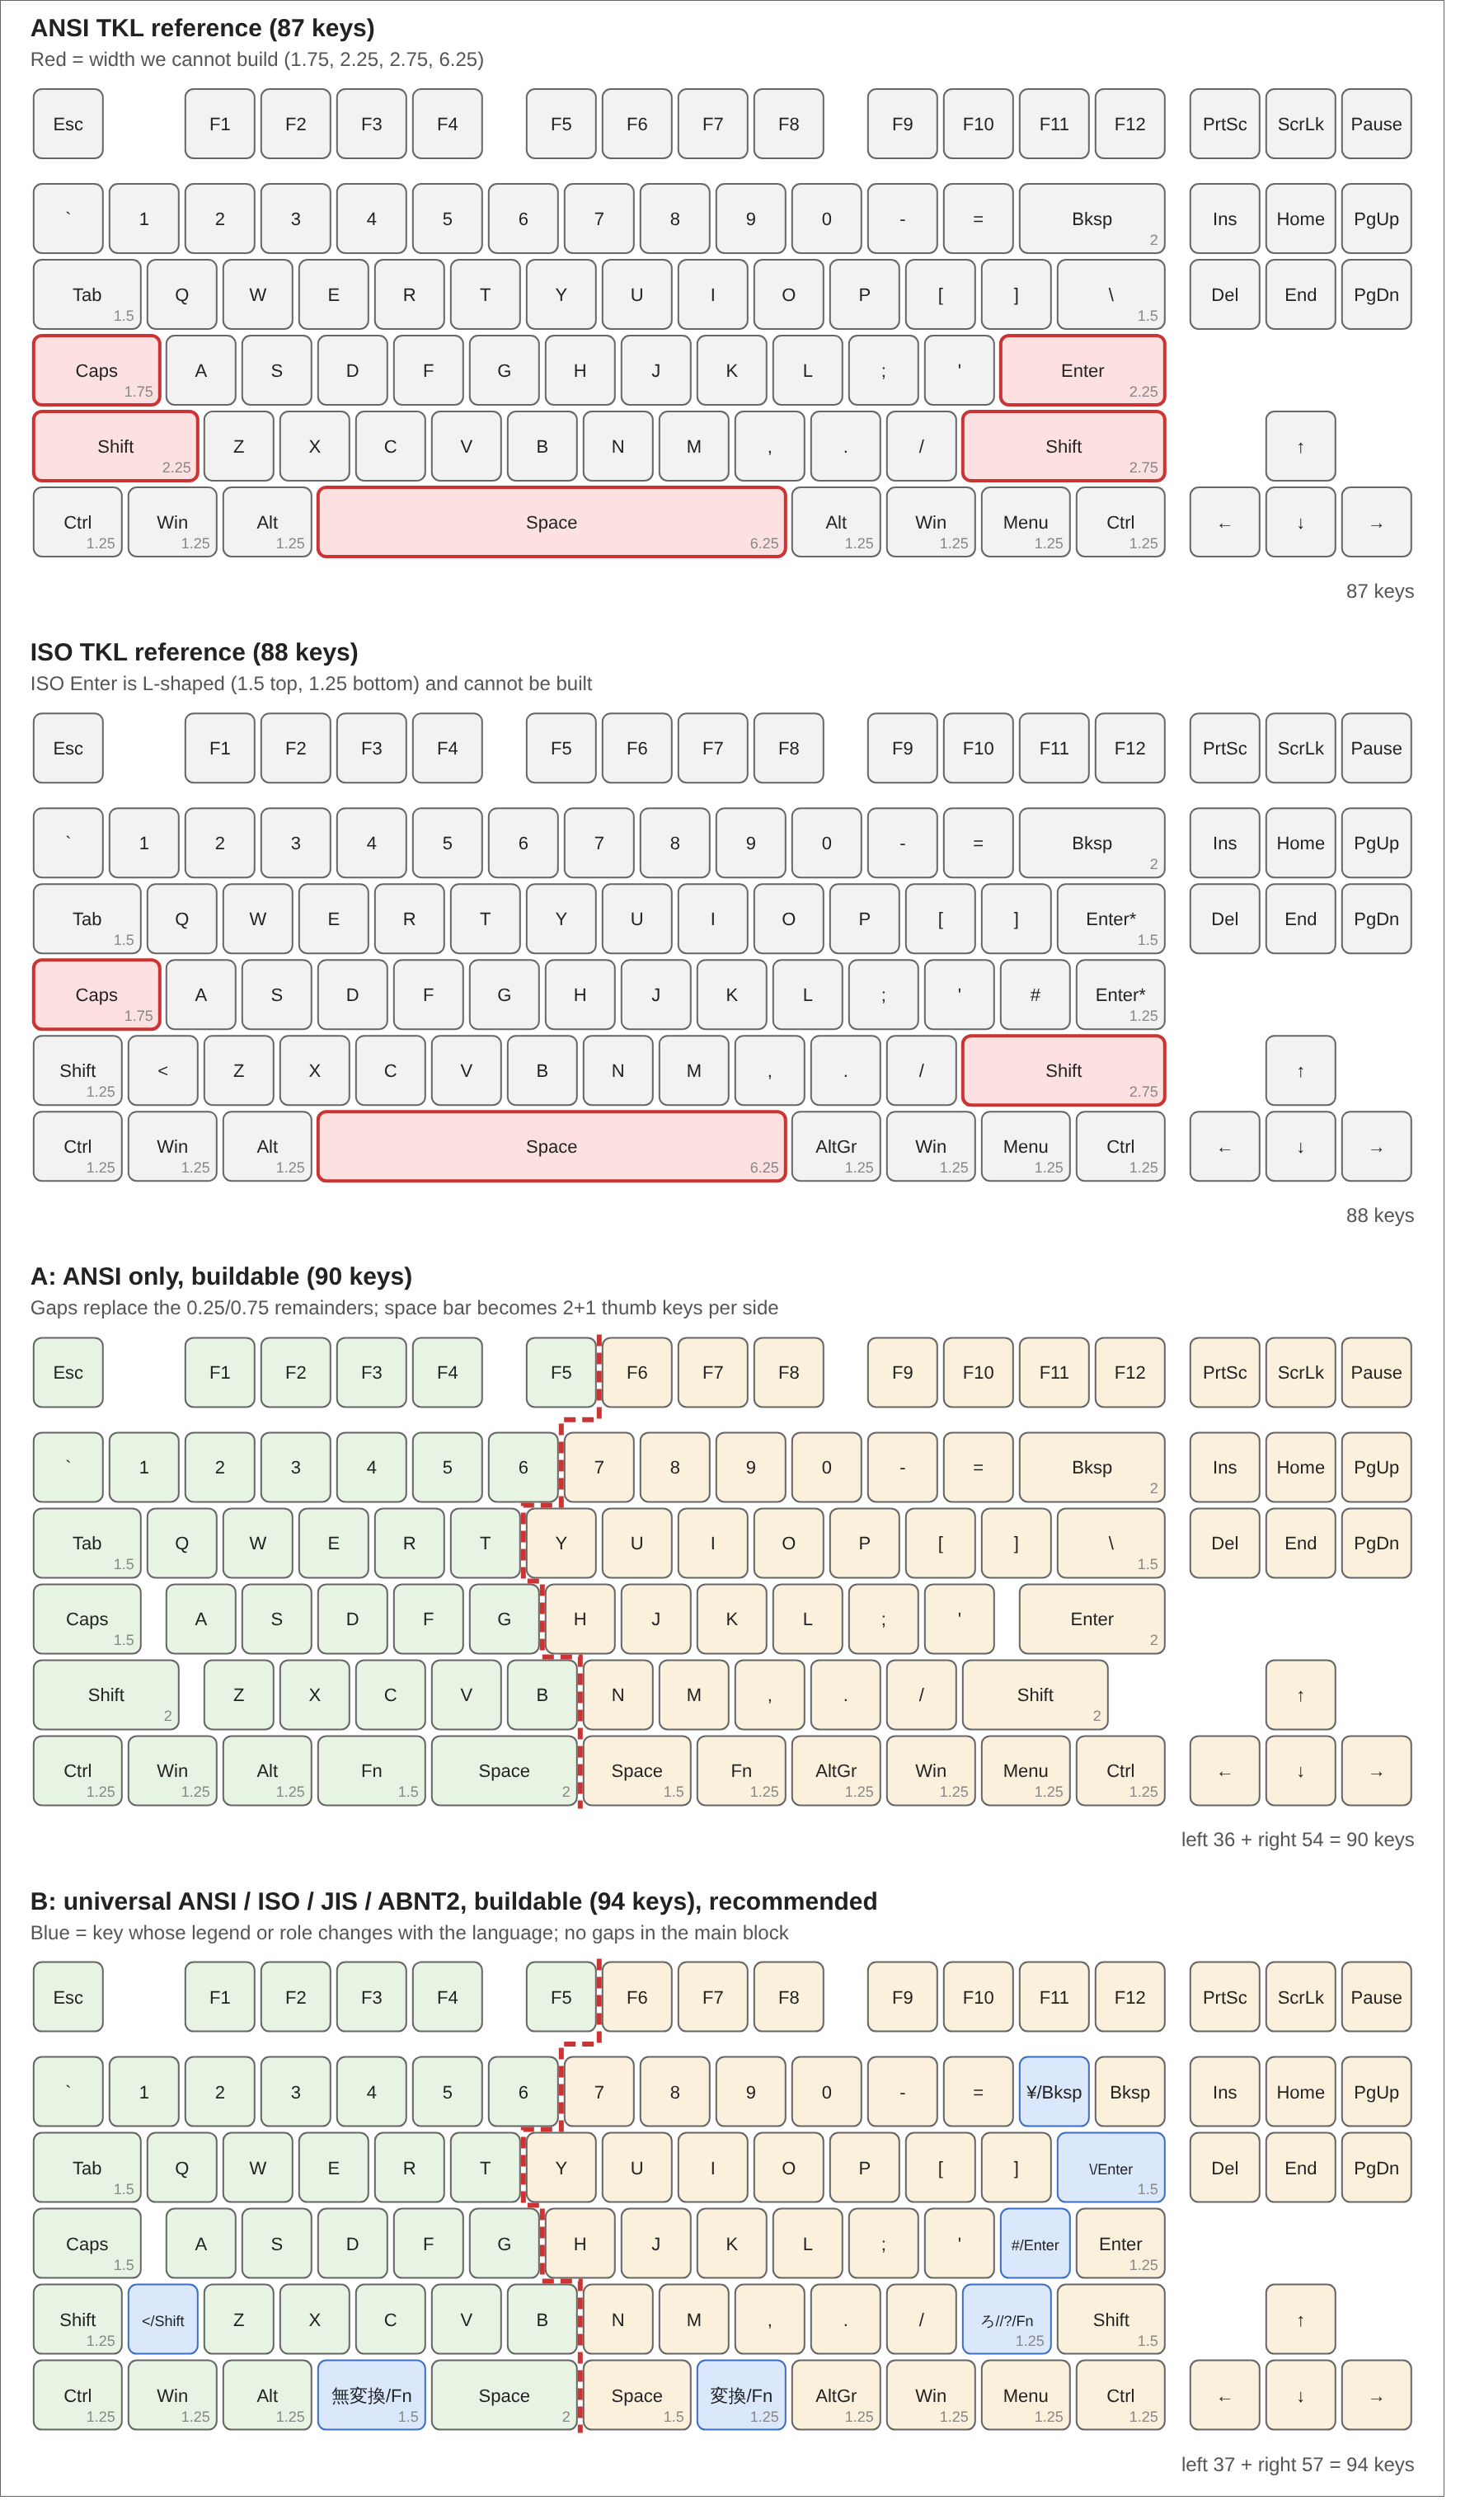 ANSI TKL reference (87 keys)
Red = width we cannot build (1.75, 2.25, 2.75, 6.25)
Esc F1 F2 F3 F4 F5 F6 F7 F8 F9 F10 F11 F12 PrtSc ScrLk Pause
` 1 2 3 4 5 6 7 8 9 0 - = Bksp 2 Ins Home PgUp
Tab 1.5 Q W E R T Y U I O P [ ] \ 1.5 Del End PgDn
Caps 1.75 A S D F G H J K L ; ' Enter 2.25
Shift 2.25 Z X C V B N M , . / Shift 2.75 ↑
Ctrl 1.25 Win 1.25 Alt 1.25 Space 6.25 Alt 1.25 Win 1.25 Menu 1.25 Ctrl 1.25 ← ↓ →
87 keys
ISO TKL reference (88 keys)
ISO Enter is L-shaped (1.5 top, 1.25 bottom) and cannot be built
Esc F1 F2 F3 F4 F5 F6 F7 F8 F9 F10 F11 F12 PrtSc ScrLk Pause
` 1 2 3 4 5 6 7 8 9 0 - = Bksp 2 Ins Home PgUp
Tab 1.5 Q W E R T Y U I O P [ ] Enter* 1.5 Del End PgDn
Caps 1.75 A S D F G H J K L ; ' # Enter* 1.25
Shift 1.25 < Z X C V B N M , . / Shift 2.75 ↑
Ctrl 1.25 Win 1.25 Alt 1.25 Space 6.25 AltGr 1.25 Win 1.25 Menu 1.25 Ctrl 1.25 ← ↓ →
88 keys
A: ANSI only, buildable (90 keys)
Gaps replace the 0.25/0.75 remainders; space bar becomes 2+1 thumb keys per side
Esc F1 F2 F3 F4 F5 F6 F7 F8 F9 F10 F11 F12 PrtSc ScrLk Pause
` 1 2 3 4 5 6 7 8 9 0 - = Bksp 2 Ins Home PgUp
Tab 1.5 Q W E R T Y U I O P [ ] \ 1.5 Del End PgDn
Caps 1.5 A S D F G H J K L ; ' Enter 2
Shift 2 Z X C V B N M , . / Shift 2 ↑
Ctrl 1.25 Win 1.25 Alt 1.25 Fn 1.5 Space 2 Space 1.5 Fn 1.25 AltGr 1.25 Win 1.25 Menu 1.25 Ctrl 1.25 ← ↓ →
left 36 + right 54 = 90 keys
B: universal ANSI / ISO / JIS / ABNT2, buildable (94 keys), recommended
Blue = key whose legend or role changes with the language; no gaps in the main block
Esc F1 F2 F3 F4 F5 F6 F7 F8 F9 F10 F11 F12 PrtSc ScrLk Pause
` 1 2 3 4 5 6 7 8 9 0 - = ¥/Bksp Bksp Ins Home PgUp
Tab 1.5 Q W E R T Y U I O P [ ] \/Enter 1.5 Del End PgDn
Caps 1.5 A S D F G H J K L ; ' #/Enter Enter 1.25
Shift 1.25 </Shift Z X C V B N M , . / ろ//?/Fn 1.25 Shift 1.5 ↑
Ctrl 1.25 Win 1.25 Alt 1.25 無変換/Fn 1.5 Space 2 Space 1.5 変換/Fn 1.25 AltGr 1.25 Win 1.25 Menu 1.25 Ctrl 1.25 ← ↓ →
left 37 + right 57 = 94 keys